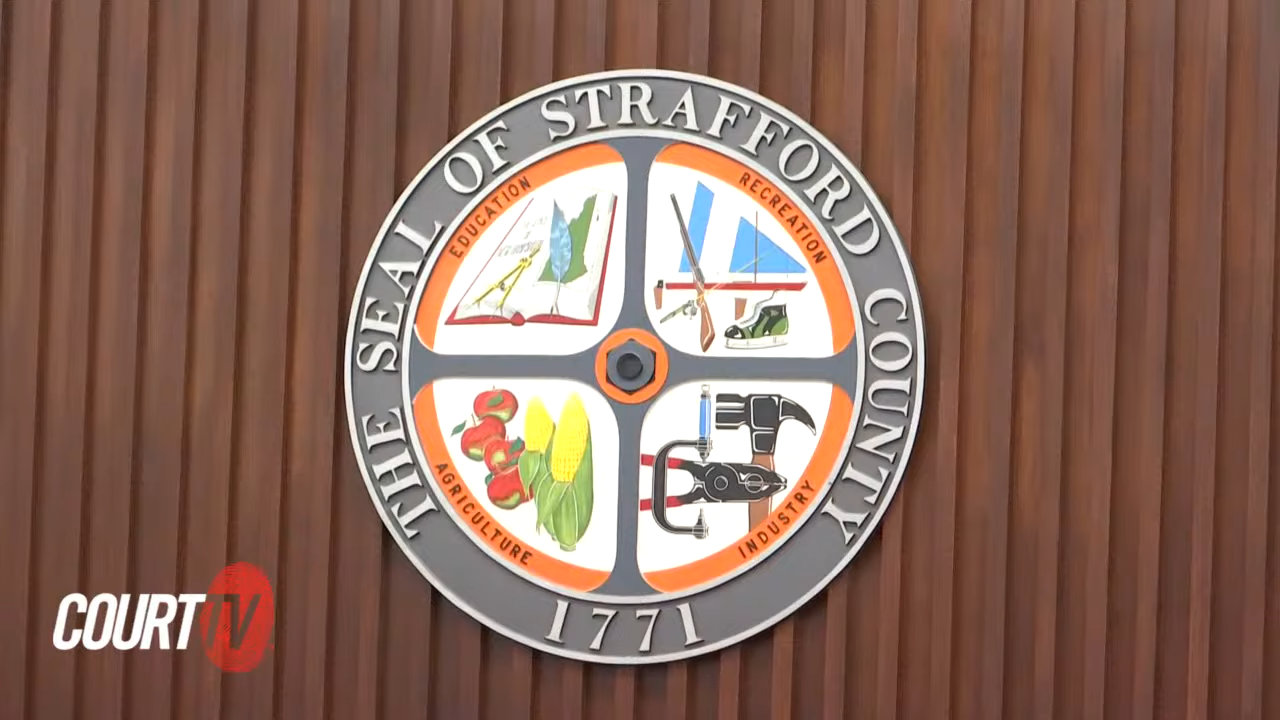 THE SEAL OF STRAFFORD COUNTY
EDUCATION
RECREATION
AGRICULTURE
INDUSTRY
1771
COURT TV